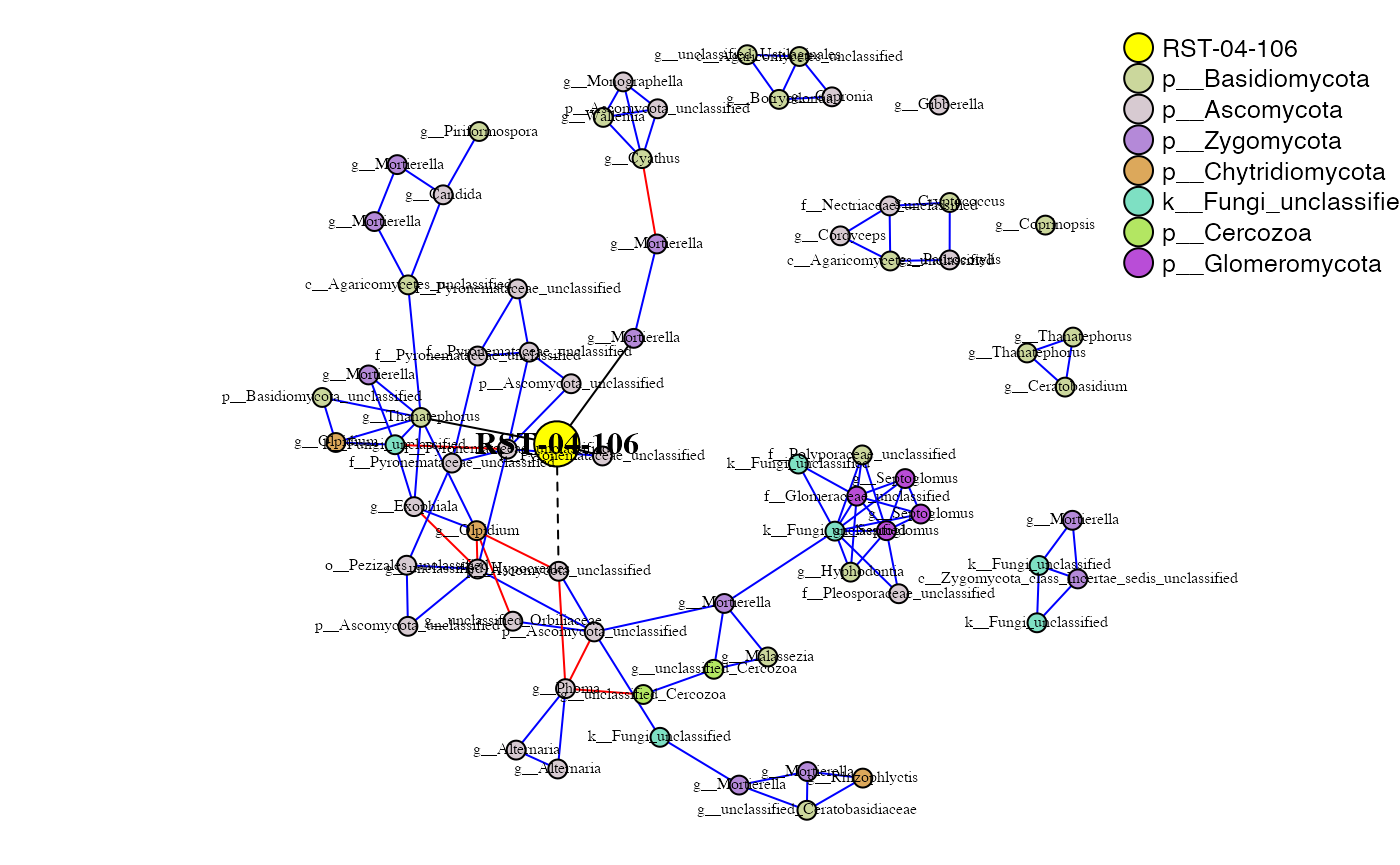 RST-04-106
p__Basidiomycota
p__Ascomycota
p__Zygomycota
p__Chytridiomycota
k__Fungi_unclassifie
p__Cercozoa
p__Glomeromycota
g__unclassified_Ustilaginales
c__Agaricomycetes_unclassified
g__Capronia
g__Gibberella
g__Monographella
p__Ascomycota_unclassified
g__Wallemia
g__Cyathus
g__Piriformospora
g__Mortierella
g__Candida
g__Mortierella
g__Mortierella
f__Nectriaceae_unclassified
g__Cryptococcus
g__Cordyceps
c__Agaricomycetes_unclassified
g__Coprinopsis
c__Agaricomycetes_unclassified
f__Pyronemataceae_unclassified
g__Mortierella
g__Thanatephorus
g__Thanatephorus
g__Ceratobasidium
f__Pyronemataceae_unclassified
f__Pyronemataceae_unclassified
g__Mortierella
p__Ascomycota_unclassified
p__Basidiomycota_unclassified
g__Thanatephorus
RST-04-106
g__Olpidium
k__Fungi_unclassified
f__Pyronemataceae_unclassified
f__Pyronemataceae_unclassified
g__Exophiala
g__Olpidium
o__Pezizales_unclassified
g__unclassified_Hypocreales
p__Ascomycota_unclassified
p__Ascomycota_unclassified
g__unclassified_Orbiliaceae
p__Ascomycota_unclassified
f__Polyporaceae_unclassified
k__Fungi_unclassified
g__Septoglomus
f__Glomeraceae_unclassified
g__Septoglomus
k__Fungi_unclassified
g__Septoglomus
g__Hyphodontia
f__Pleosporaceae_unclassified
g__Mortierella
k__Fungi_unclassified
c__Zygomycota_class_Incertae_sedis_unclassified
k__Fungi_unclassified
g__Mortierella
g__Malassezia
g__unclassified_Cercozoa
g__Phoma
g__unclassified_Cercozoa
k__Fungi_unclassified
g__Alternaria
g__Alternaria
g__Mortierella
g__Rhizophlyctis
g__Mortierella
g__unclassified_Ceratobasidiaceae